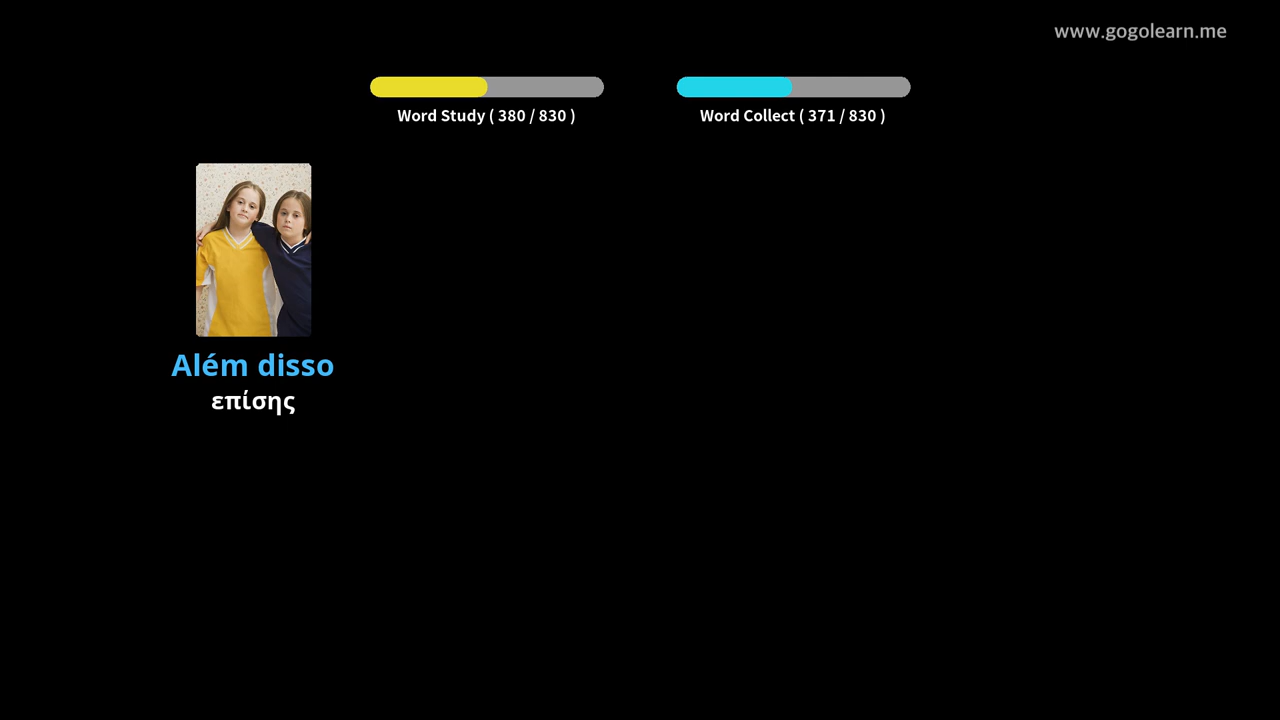 www.gogolearn.me
Word Study ( 380 / 830 )
Word Collect ( 371 / 830 )
Além disso
επίσης